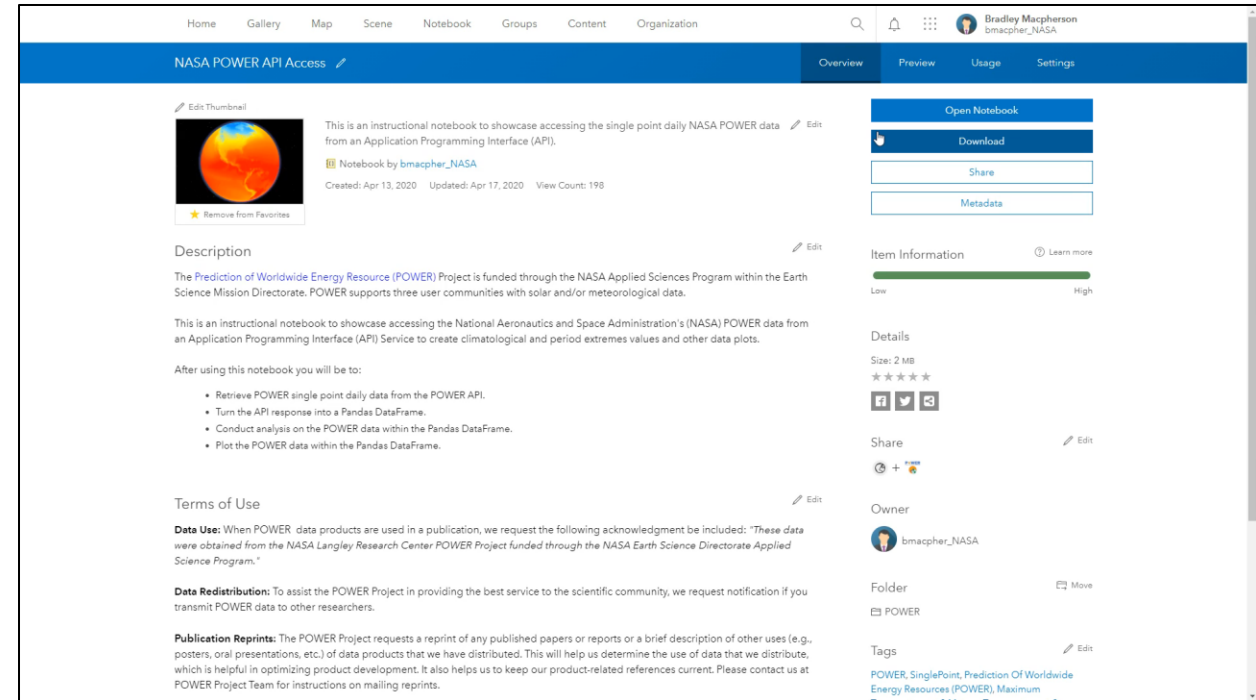 Home Gallery Map Scene Notebook Groups Content Organization
Bradley Macpherson
bmacpher_NASA
NASA POWER API Access
Overview Preview Usage Settings
Edit Thumbnail
Remove from Favorites
This is an instructional notebook to showcase accessing the single point daily NASA POWER data
from an Application Programming Interface (API).
Edit
Notebook by bmacpher_NASA
Created: Apr 13, 2020 Updated: Apr 17, 2020 View Count: 198
Description
Edit
The Prediction of Worldwide Energy Resource (POWER) Project is funded through the NASA Applied Sciences Program within the Earth
Science Mission Directorate. POWER supports three user communities with solar and/or meteorological data.
This is an instructional notebook to showcase accessing the National Aeronautics and Space Administration's (NASA) POWER data from
an Application Programming Interface (API) Service to create climatological and period extremes values and other data plots.
After using this notebook you will be to:
• Retrieve POWER single point daily data from the POWER API.
• Turn the API response into a Pandas DataFrame.
• Conduct analysis on the POWER data within the Pandas DataFrame.
• Plot the POWER data within the Pandas DataFrame.
Terms of Use
Edit
Data Use: When POWER data products are used in a publication, we request the following acknowledgment be included: "These data
were obtained from the NASA Langley Research Center POWER Project funded through the NASA Earth Science Directorate Applied
Science Program."
Data Redistribution: To assist the POWER Project in providing the best service to the scientific community, we request notification if you
transmit POWER data to other researchers.
Publication Reprints: The POWER Project requests a reprint of any published papers or reports or a brief description of other uses (e.g.,
posters, oral presentations, etc.) of data products that we have distributed. This will help us determine the use of data that we distribute,
which is helpful in optimizing product development. It also helps us to keep our product-related references current. Please contact us at
POWER Project Team for instructions on mailing reprints.
Open Notebook
Download
Share
Metadata
Item Information
Learn more
Low High
Details
Size: 2 MB
Share
Edit
Owner
bmacpher_NASA
Folder
Move
POWER
Tags
Edit
POWER, SinglePoint, Prediction Of Worldwide
Energy Resources (POWER), Maximum